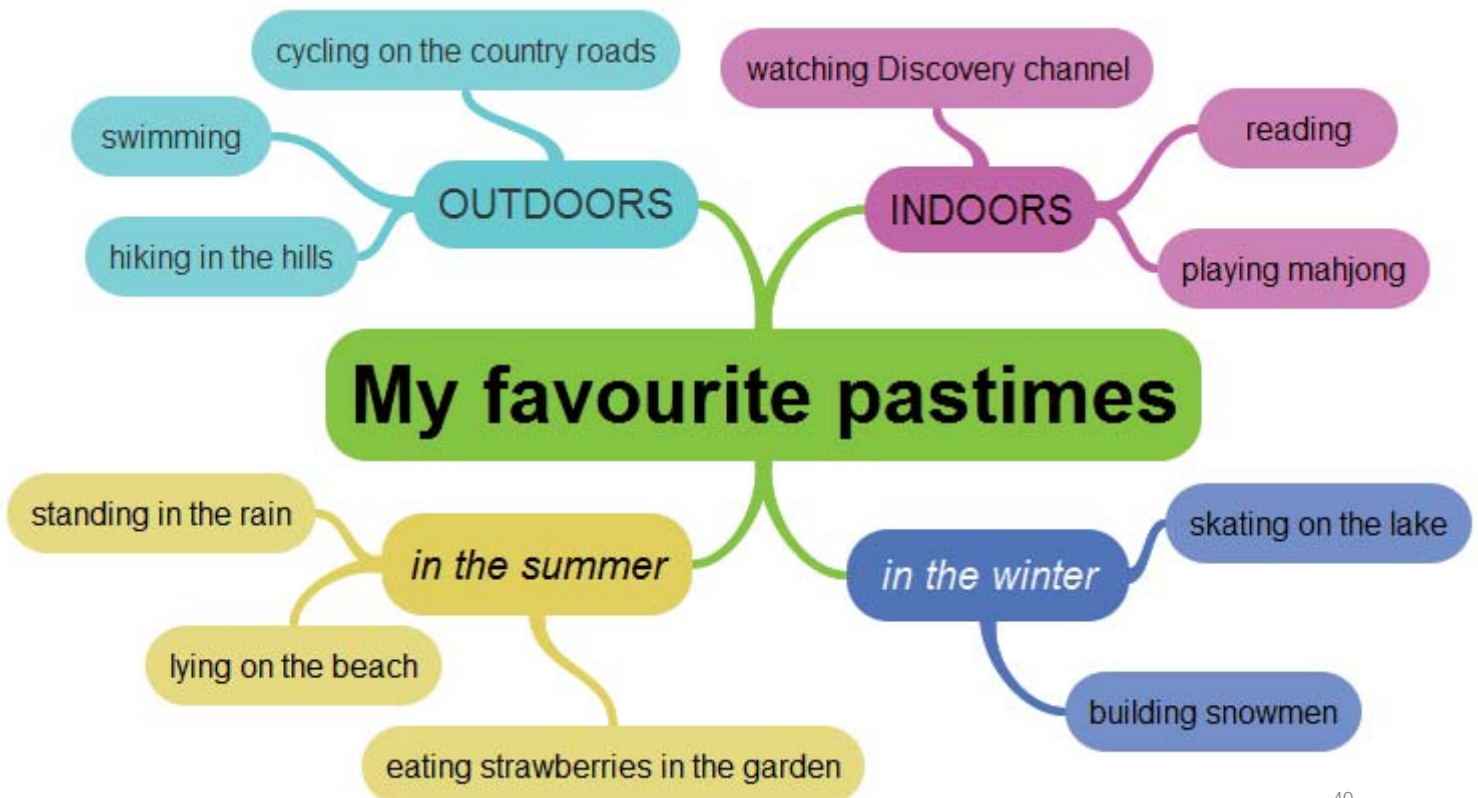 cycling on the country roads
watching Discovery channel
swimming
reading
OUTDOORS
INDOORS
hiking in the hills
playing mahjong
My favourite pastimes
standing in the rain
skating on the lake
in the summer
in the winter
lying on the beach
building snowmen
eating strawberries in the garden
40